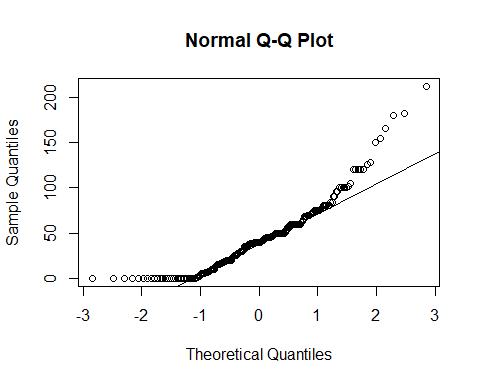 Normal Q-Q Plot
Sample Quantiles
200
150
100
50
0
-3 -2 -1 0 1 2 3
Theoretical Quantiles